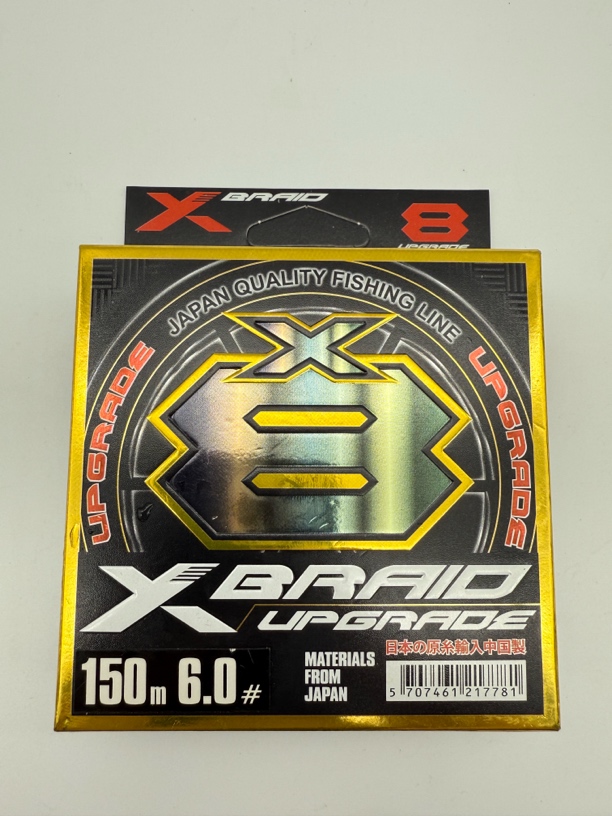 X BRAID
8
UPGRADE
JAPAN QUALITY FISHING LINE
UPGRADE
UPGRADE
X
8
X BRAID
UPGRADE
150m 6.0#
MATERIALS
FROM
JAPAN
日本の原糸輸入中国製
5 707461 217781